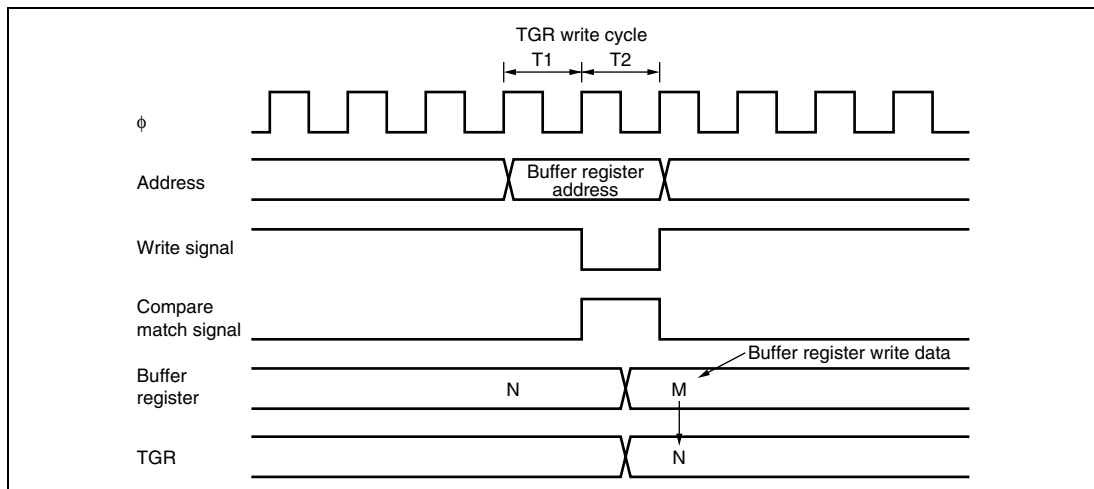 TGR write cycle
T1 T2
ϕ
Address
Buffer register
address
Write signal
Compare
match signal
Buffer register write data
Buffer
register
N M
TGR
N